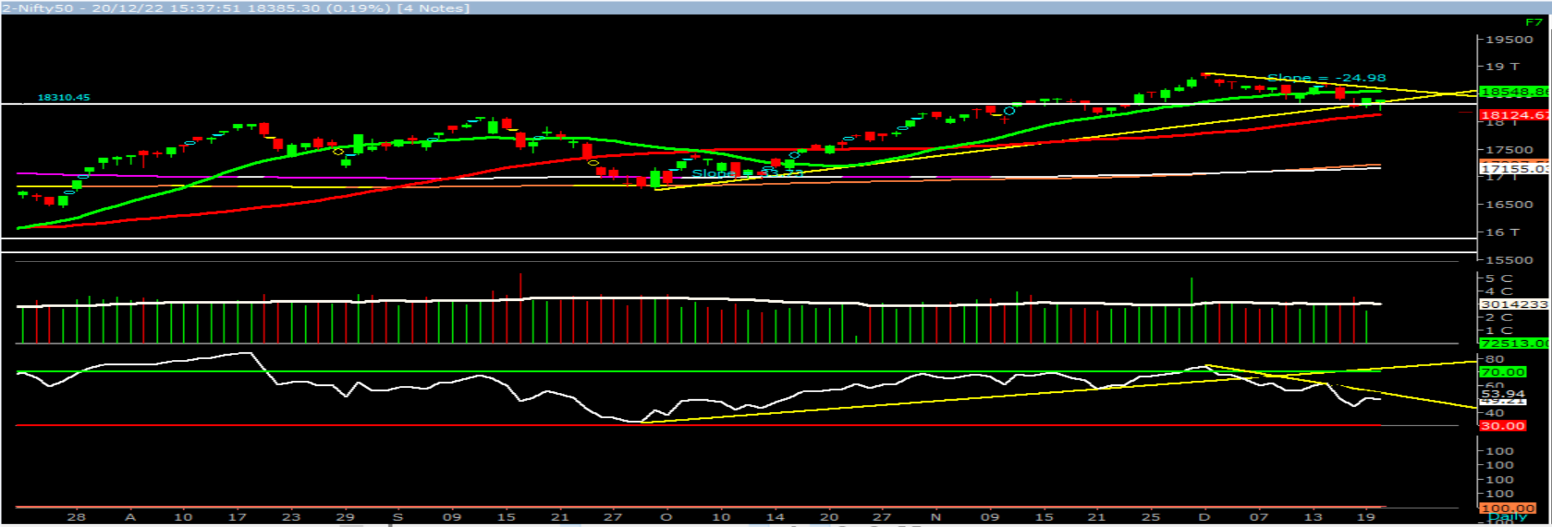 2-Nifty50 - 20/12/22 15:37:51 18385.30 (0.19%) [4 Notes]
F7
19500
19 T
Slope = -24.98
18548.86
18310.45
18124.67
18 T
17500
17155.03
17 T
Slope
16500
16 T
15500
5 C
4 C
3014233
2 C
1 C
72513.00
80
70.00
60
53.94
49.21
40
30.00
100
100
100
100
100.00
28 A 10 17 23 29 S 09 15 21 27 O 10 14 20 27 N 09 15 21 25 D 07 13 19 Daily